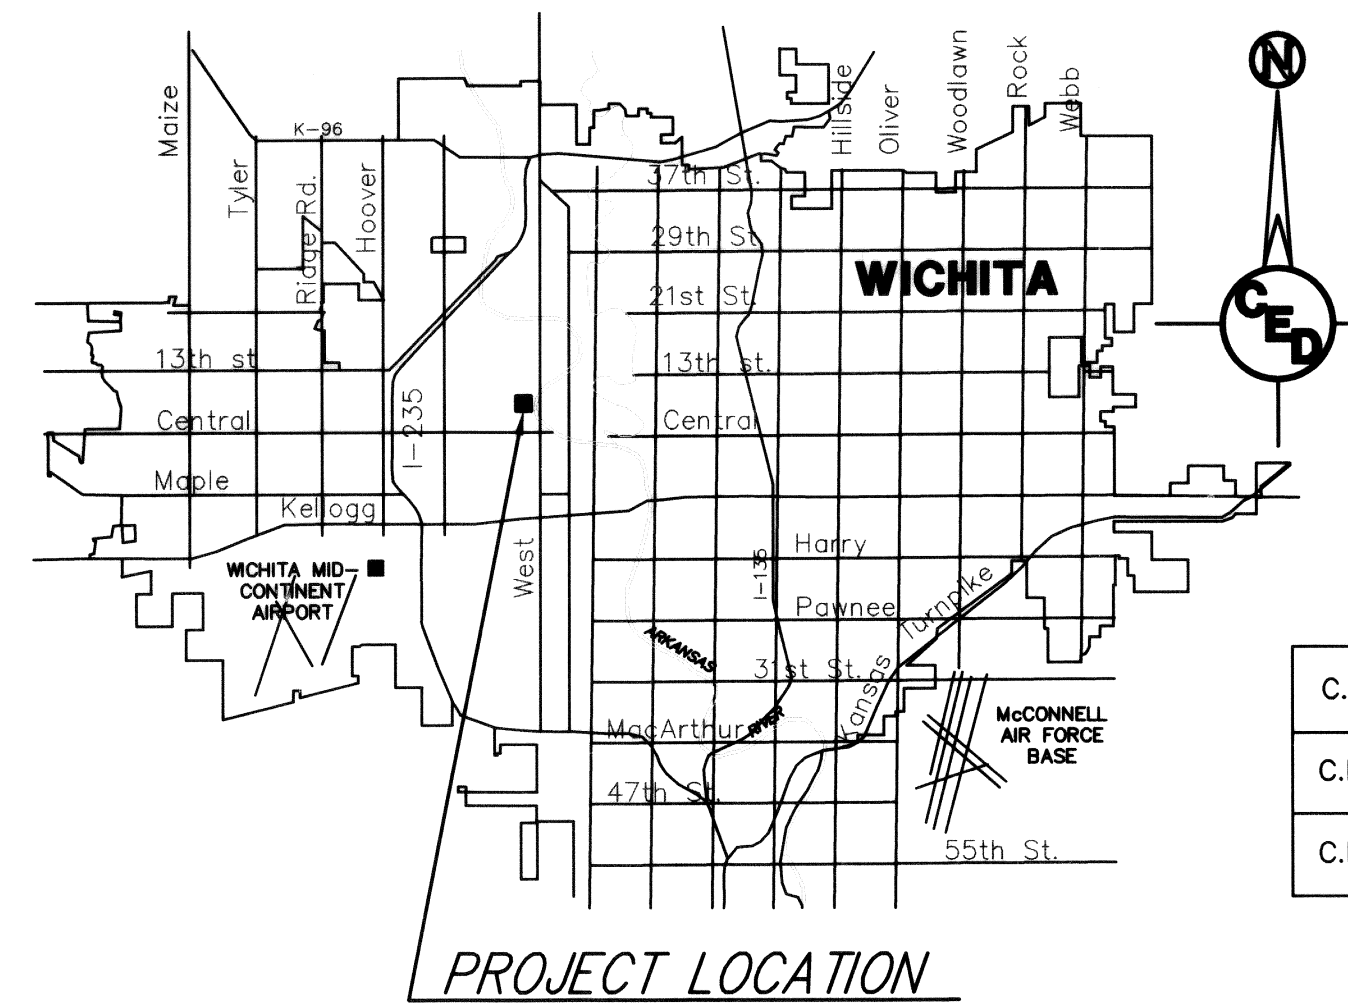 N
Maize
Tyler
Ridge Rd.
Hoover
K-96
Hillside
Oliver
Woodlawn
Rock
Webb
37th St.
29th St.
WICHITA
21st St.
CED
13th st
13th st.
Central
Central
I-235
Maple
Kellogg
West
I-135
Harry
WICHITA MID-
CONTINENT
AIRPORT
Pawnee
Kansas Turnpike
ARKANSAS
RIVER
31st St.
MacArthur
McCONNELL
AIR FORCE
BASE
47th St.
55th St.
C.
C.
C.
PROJECT LOCATION